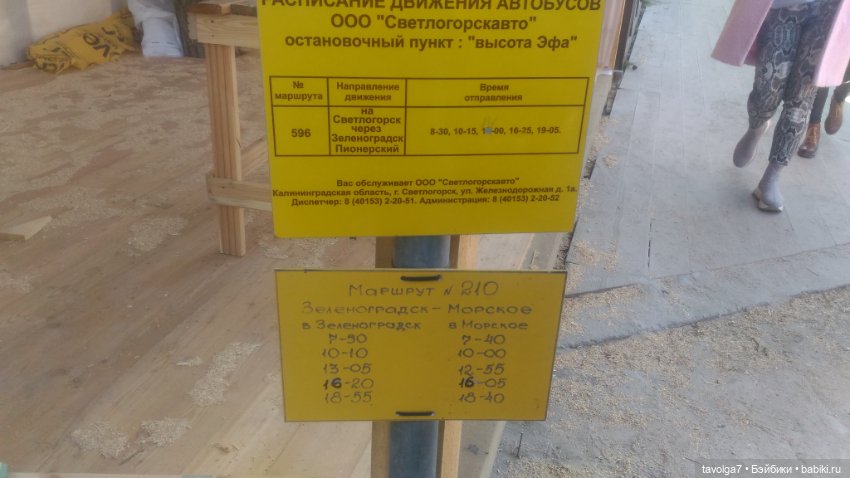 РАСПИСАНИЕ ДВИЖЕНИЯ АВТОБУСОВ
ООО "Светлогорскавто"
остановочный пункт : "высота Эфа"
№ маршрута Направление движения Время отправления
596 на Светлогорск через Зеленоградск Пионерский 8-30, 10-15, -00, 16-25, 19-05.
Вас обслуживает ООО "Светлогорскавто"
Калининградская область, г. Светлогорск, ул. Железнодорожная д. 1а.
Диспетчер: 8 (40153) 2-20-51. Администрация: 8 (40153) 2-20-52
Маршрут № 210
Зеленоградск - Морское
в Зеленоградск в Морское
7-50 7-40
10-10 10-00
13-05 12-55
16-20 16-05
18-55 18-40
tavolga7 • Бэйбики • babiki.ru